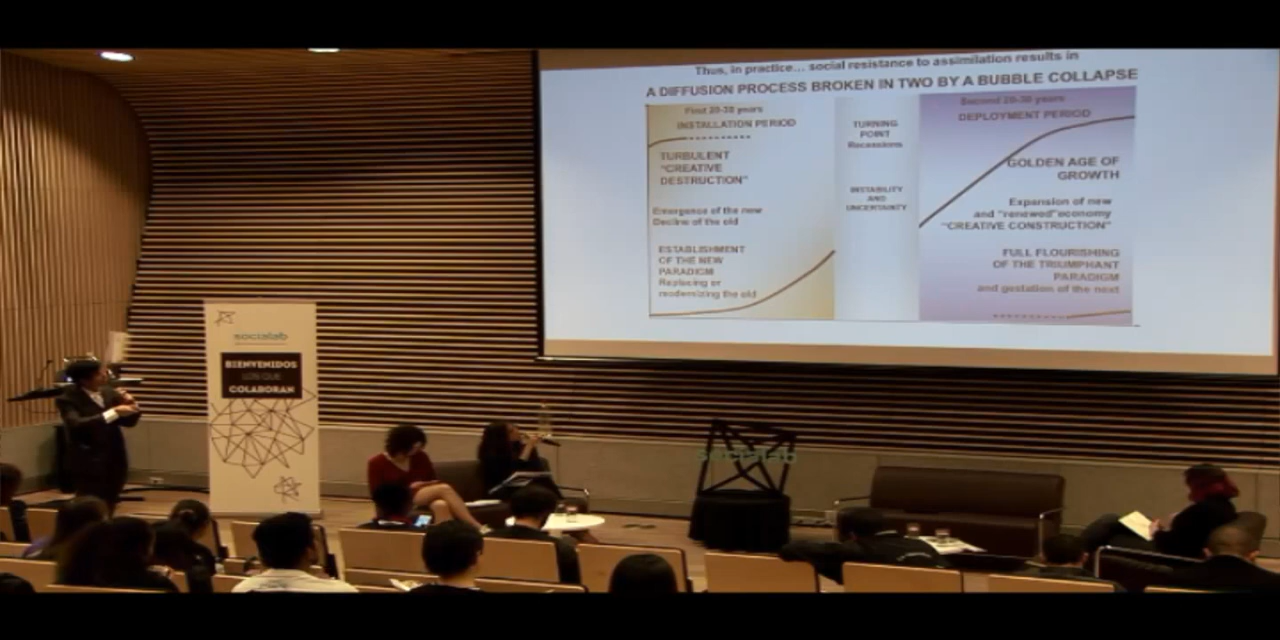 Thus, in practice... social resistance to assimilation results in
A DIFFUSION PROCESS BROKEN IN TWO BY A BUBBLE COLLAPSE
First 20-30 years
INSTALLATION PERIOD
TURBULENT
"CREATIVE
DESTRUCTION"
Emergence of the new
Decline of the old
ESTABLISHMENT
OF THE NEW
PARADIGM
Replacing or
modernizing the old
TURNING
POINT
Recessions
INSTABILITY
AND
UNCERTAINTY
Second 20-30 years
DEPLOYMENT PERIOD
GOLDEN AGE OF
GROWTH
Expansion of new
and "renewed" economy
"CREATIVE CONSTRUCTION"
FULL FLOURISHING
OF THE TRIUMPHANT
PARADIGM
and gestation of the next
socialab
BIENVENIDOS
LOS QUE
COLABORAN
socialab